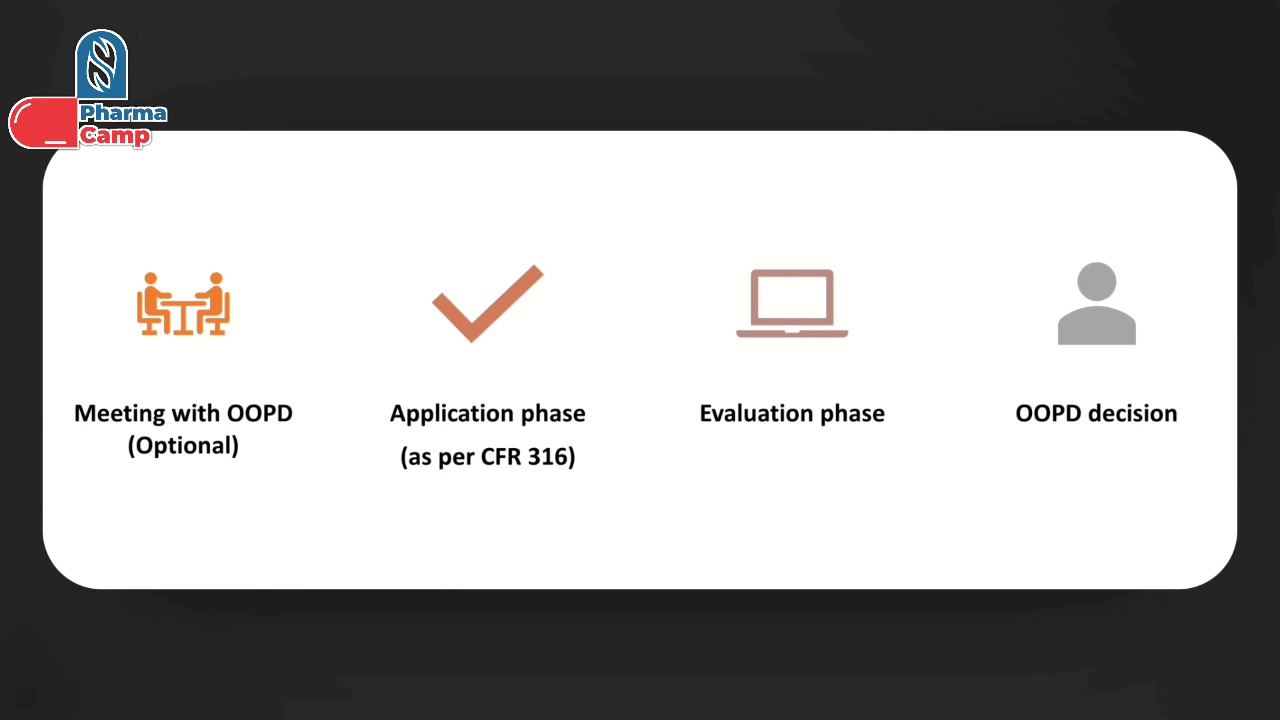 Pharma
Camp
Meeting with OOPD
(Optional)
Application phase
(as per CFR 316)
Evaluation phase
OOPD decision